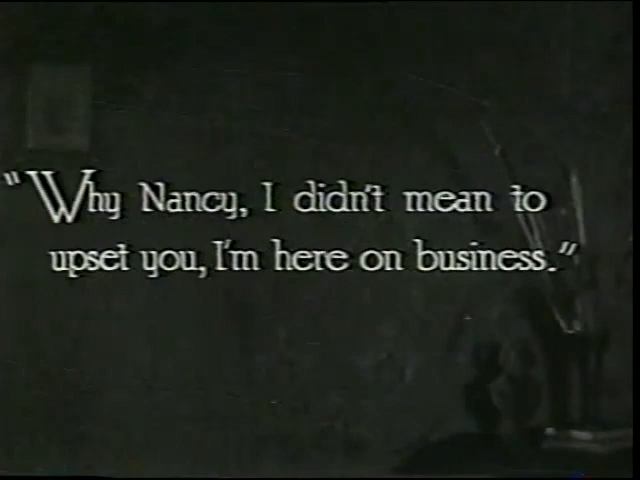 "Why Nancy, I didn't mean to
upset you, I'm here on business."